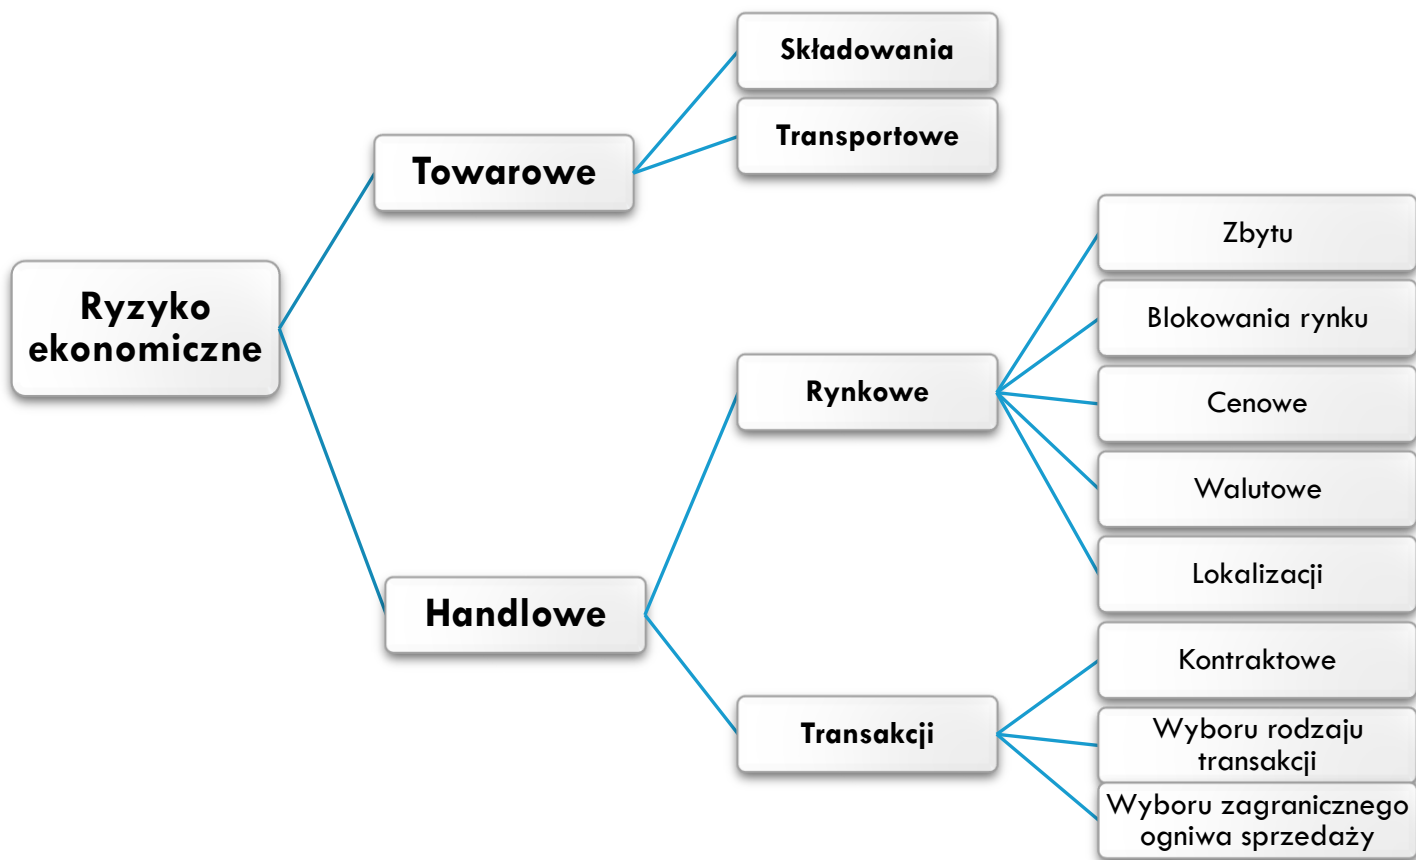 Ryzyko
ekonomiczne
Towarowe
Składowania
Transportowe
Handlowe
Rynkowe
Zbytu
Blokowania rynku
Cenowe
Walutowe
Lokalizacji
Transakcji
Kontraktowe
Wyboru rodzaju
transakcji
Wyboru zagranicznego
ogniwa sprzedaży